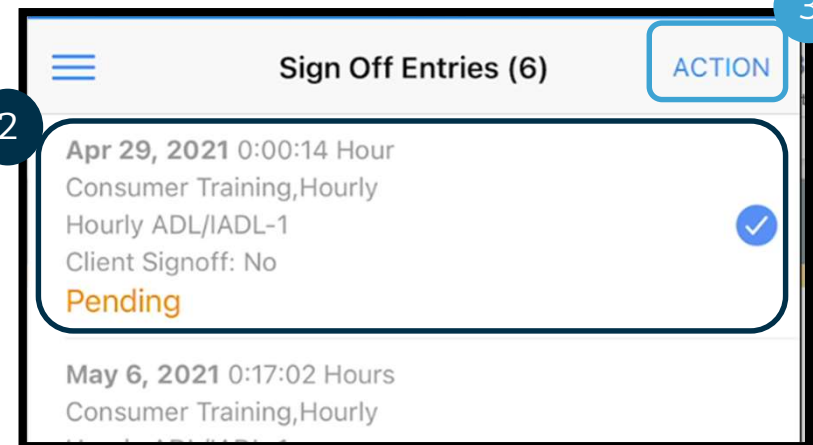 3
Sign Off Entries (6) ACTION
2
Apr 29, 2021 0:00:14 Hour
Consumer Training,Hourly
Hourly ADL/IADL-1
Client Signoff: No
Pending
May 6, 2021 0:17:02 Hours
Consumer Training,Hourly